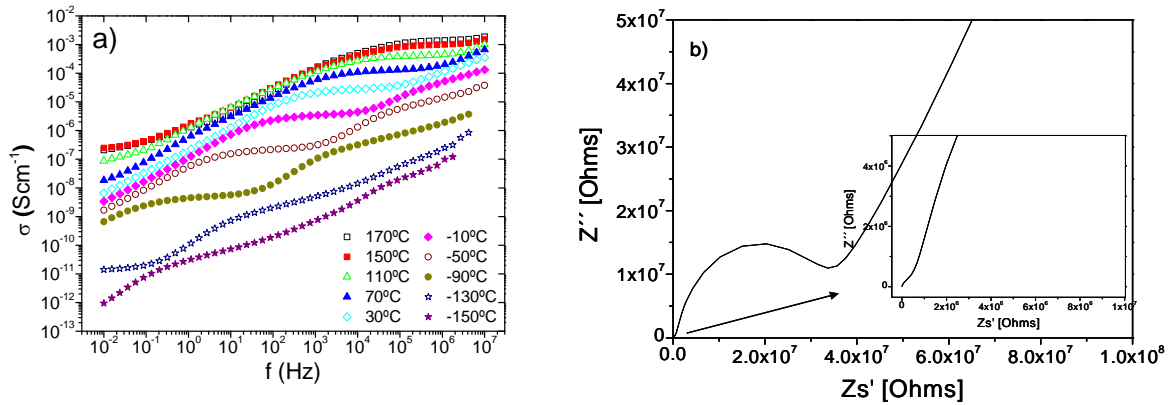 a)
σ (Scm⁻¹)
10⁻²
10⁻³
10⁻⁴
10⁻⁵
10⁻⁶
10⁻⁷
10⁻⁸
10⁻⁹
10⁻¹⁰
10⁻¹¹
10⁻¹²
10⁻¹³
170ºC -10ºC
150ºC -50ºC
110ºC -90ºC
70ºC -130ºC
30ºC -150ºC
10⁻² 10⁻¹ 10⁰ 10¹ 10² 10³ 10⁴ 10⁵ 10⁶ 10⁷
f (Hz)
b)
Z´´ [Ohms]
5x10⁷
4x10⁷
3x10⁷
2x10⁷
1x10⁷
0
0.0 2.0x10⁷ 4.0x10⁷ 6.0x10⁷ 8.0x10⁷ 1.0x10⁸
Zs' [Ohms]
Z´´ [Ohms]
4x10⁶
2x10⁶
0
0 2x10⁶ 4x10⁶ 6x10⁶ 8x10⁶ 1x10⁷
Zs' [Ohms]